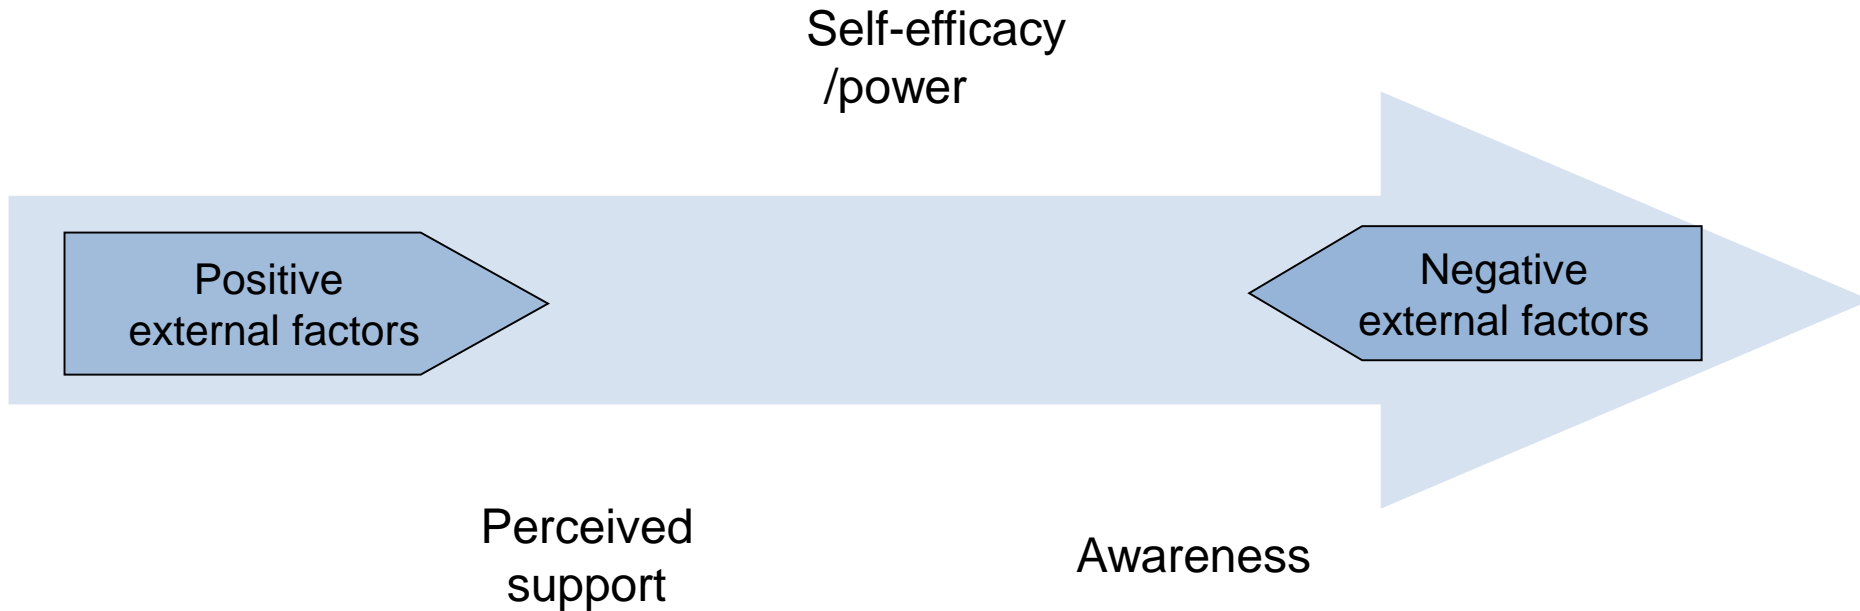 Self-efficacy
/power
Positive
external factors
Negative
external factors
Perceived
support
Awareness